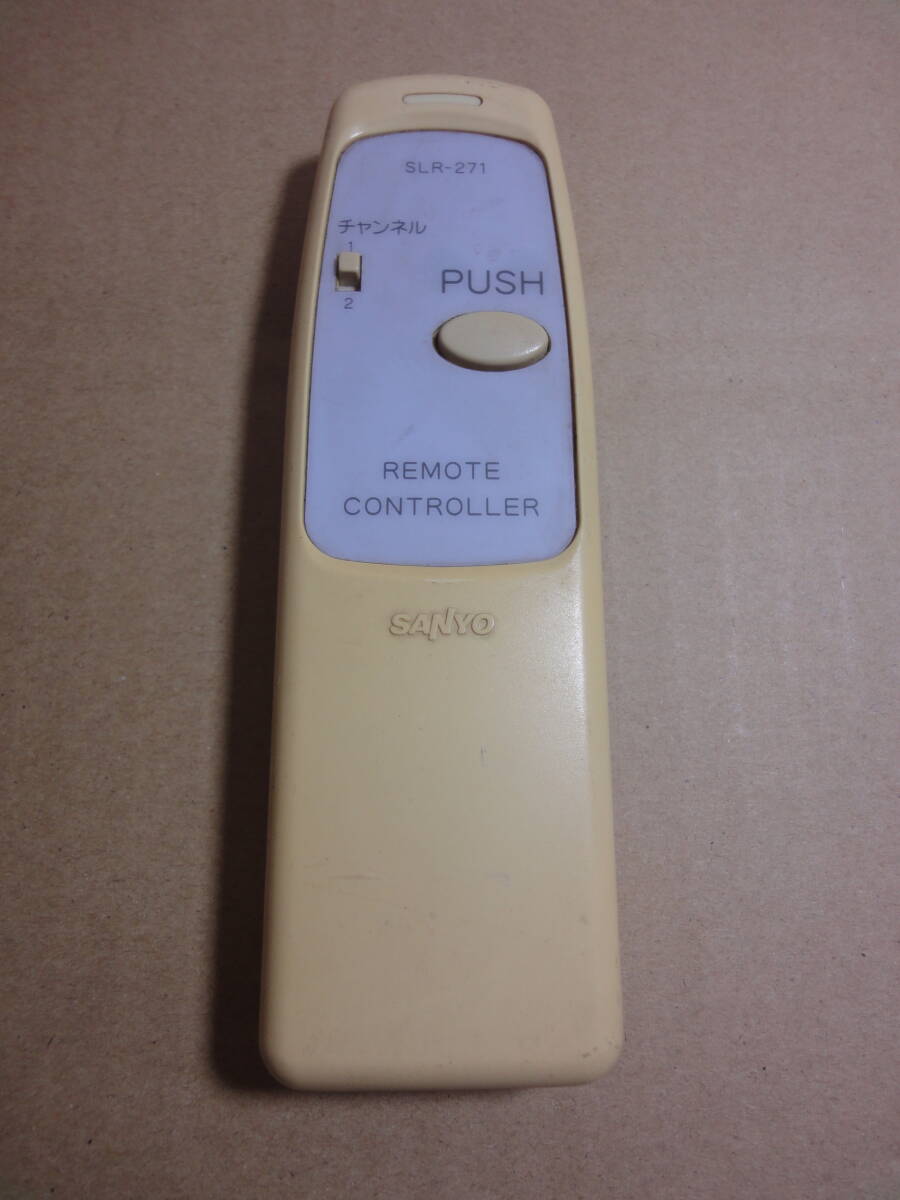 SLR-271
チャンネル
1
PUSH
2
REMOTE
CONTROLLER
SANYO